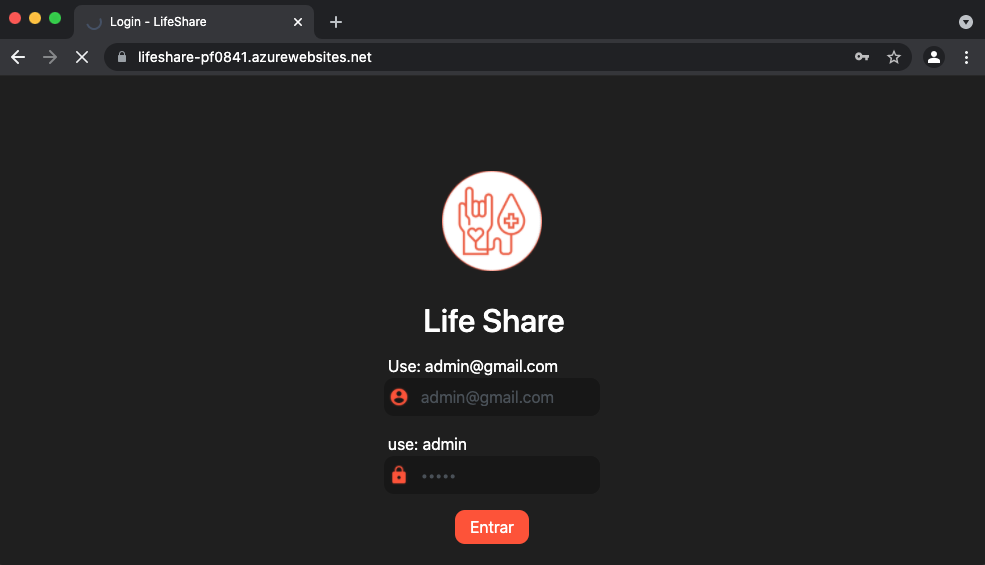 Login - LifeShare
lifeshare-pf0841.azurewebsites.net
Life Share
Use: admin@gmail.com
admin@gmail.com
use: admin
•••••
Entrar